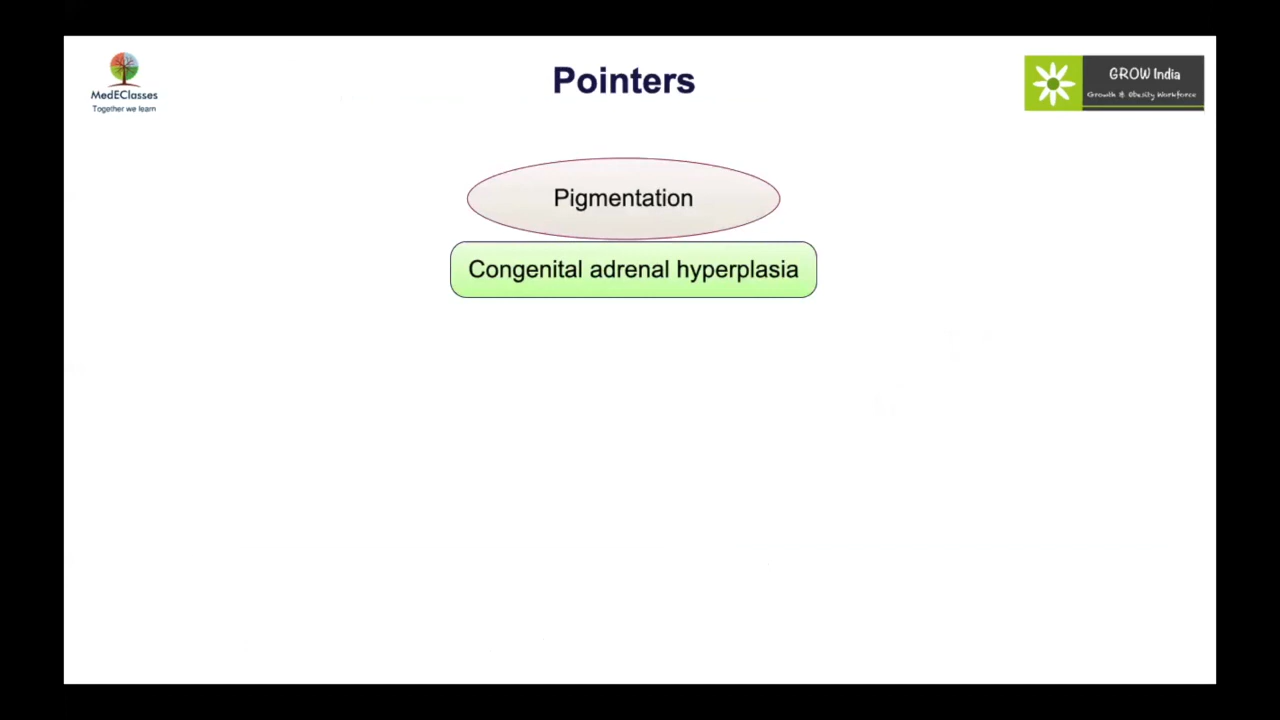 Pointers
MedEClasses
Together we learn
GROW India
Growth & Obesity Workforce
Pigmentation
Congenital adrenal hyperplasia